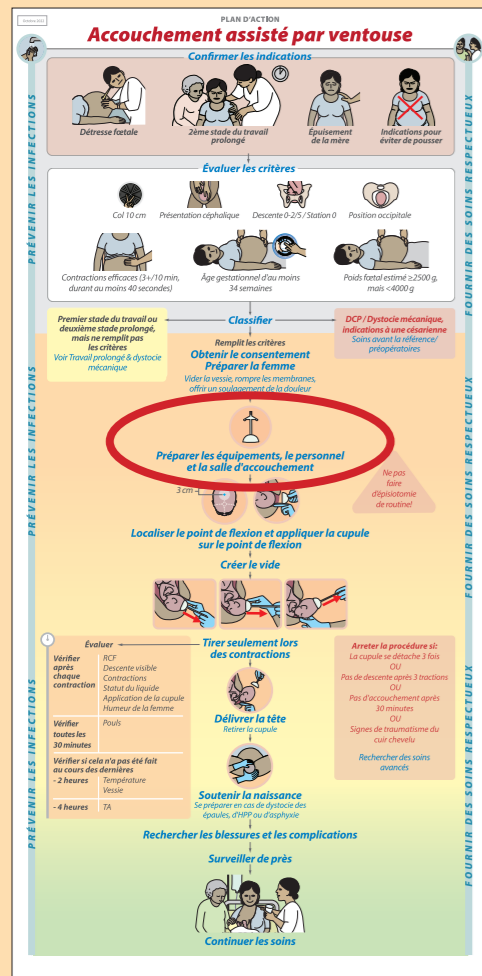 Octobre 2023
PLAN D'ACTION
Accouchement assisté par ventouse
Confirmer les indications
Détresse fœtale
2ème stade du travail
prolongé
Épuisement
de la mère
Indications pour
éviter de pousser
Évaluer les critères
Col 10 cm
Présentation céphalique
Descente 0-2/5 / Station 0
Position occipitale
Contractions efficaces (3+/10 min,
durant au moins 40 secondes)
Âge gestationnel d'au moins
34 semaines
Poids fœtal estimé ≥2500 g,
mais <4000 g
Premier stade du travail ou
deuxième stade prolongé,
mais ne remplit pas
les critères
Voir Travail prolongé & dystocie
mécanique
Classifier
DCP / Dystocie mécanique,
indications à une césarienne
Soins avant la référence/
préopératoires
Remplit les critères
Obtenir le consentement
Préparer la femme
Vider la vessie, rompre les membranes,
offrir un soulagement de la douleur
Préparer les équipements, le personnel
et la salle d'accouchement
Ne pas
faire
d'épisiotomie
de routine!
3 cm
Localiser le point de flexion et appliquer la cupule
sur le point de flexion
Créer le vide
Tirer seulement lors
des contractions
Évaluer
Vérifier
après
chaque
contraction
RCF
Descente visible
Contractions
Statut du liquide
Application de la cupule
Humeur de la femme
Vérifier
toutes les
30 minutes
Pouls
Vérifier si cela n'a pas été fait
au cours des dernières
- 2 heures
Température
Vessie
- 4 heures
TA
Arreter la procédure si:
La cupule se détache 3 fois
OU
Pas de descente après 3 tractions
OU
Pas d'accouchement après
30 minutes
OU
Signes de traumatisme du
cuir chevelu
Rechercher des soins
avancés
Délivrer la tête
Retirer la cupule
Soutenir la naissance
Se préparer en cas de dystocie des
épaules, d'HPP ou d'asphyxie
Rechercher les blessures et les complications
Surveiller de près
Continuer les soins
PRÉVENIR LES INFECTIONS
PRÉVENIR LES INFECTIONS
PRÉVENIR LES INFECTIONS
FOURNIR DES SOINS RESPECTUEUX
FOURNIR DES SOINS RESPECTUEUX
FOURNIR DES SOINS RESPECTUEUX